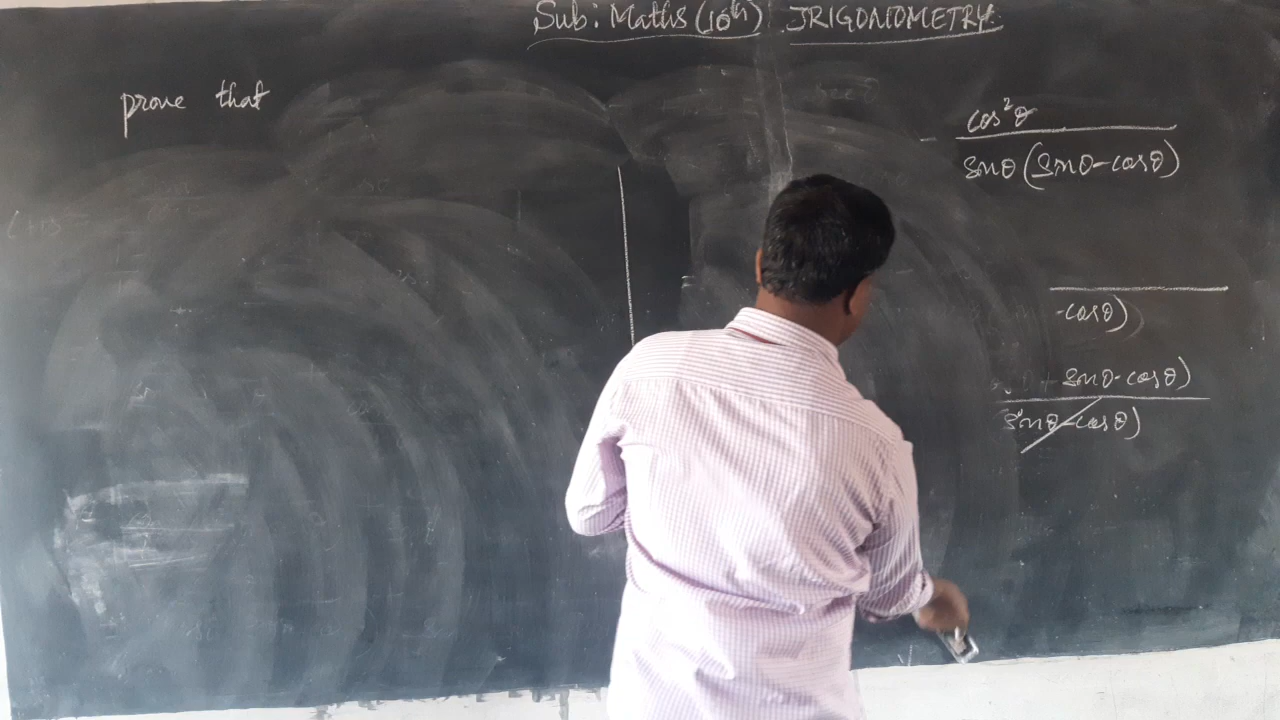 Sub: Maths (10th) TRIGONOMETRY
prove that
cos²θ
sinθ (sinθ-cosθ)
-cosθ)
+ sinθ-cosθ)
(sinθ-cosθ)